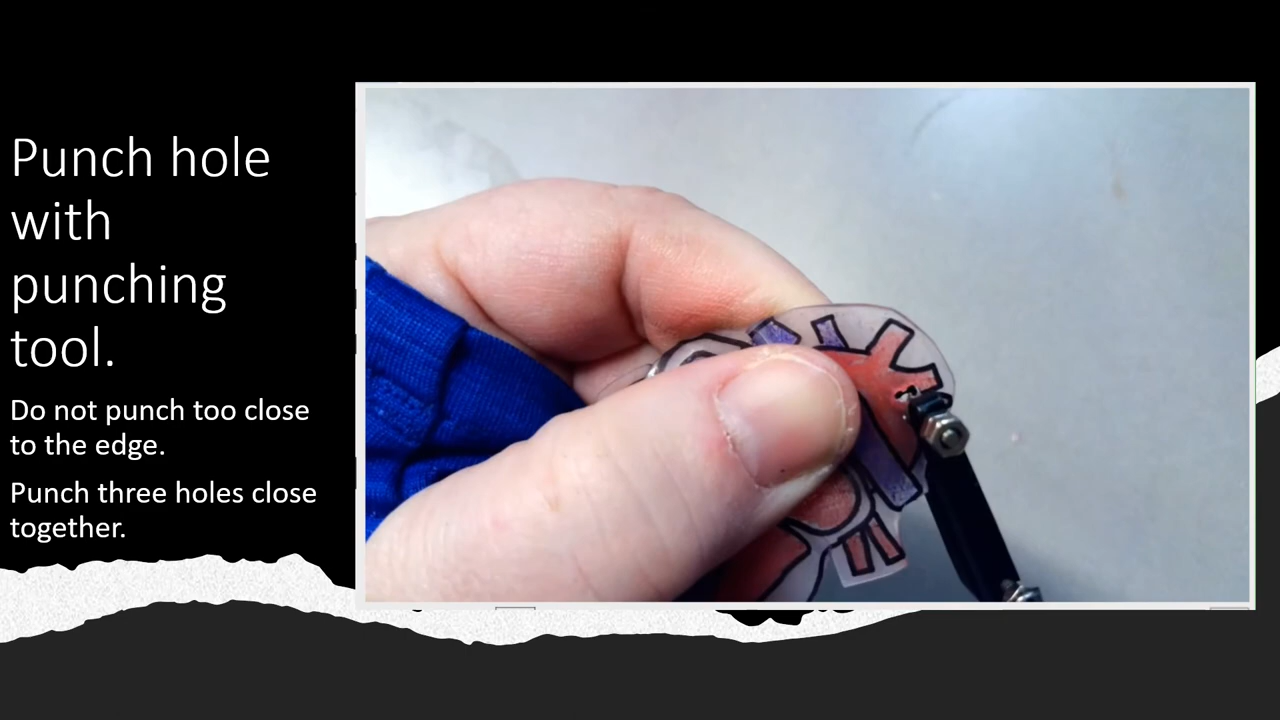 Punch hole
with
punching
tool.
Do not punch too close
to the edge.
Punch three holes close
together.